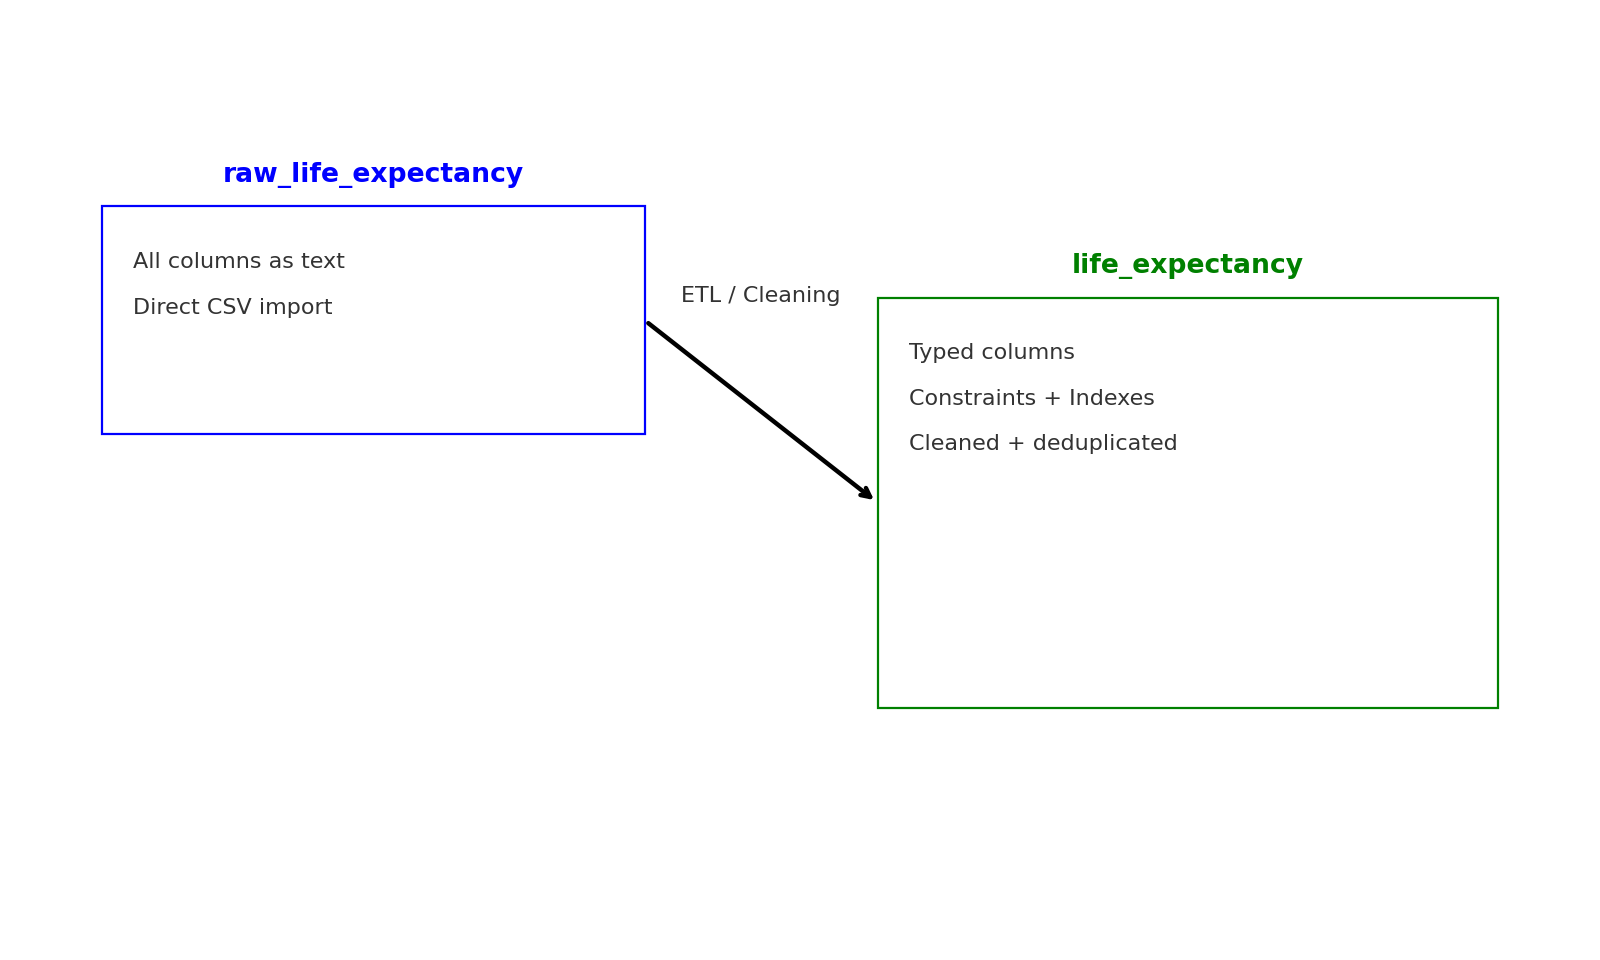 raw_life_expectancy
All columns as text
Direct CSV import
ETL / Cleaning
life_expectancy
Typed columns
Constraints + Indexes
Cleaned + deduplicated